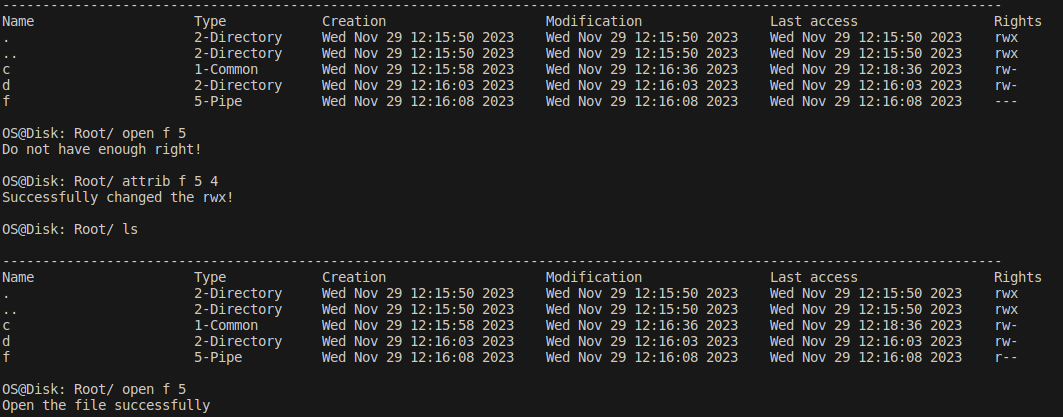 -----------------------------------------------------------------------------------------------------------------------------
Name                    Type            Creation                    Modification                Last access                 Rights
.                       2-Directory     Wed Nov 29 12:15:50 2023    Wed Nov 29 12:15:50 2023    Wed Nov 29 12:15:50 2023    rwx
..                      2-Directory     Wed Nov 29 12:15:50 2023    Wed Nov 29 12:15:50 2023    Wed Nov 29 12:15:50 2023    rwx
c                       1-Common        Wed Nov 29 12:15:58 2023    Wed Nov 29 12:16:36 2023    Wed Nov 29 12:18:36 2023    rw-
d                       2-Directory     Wed Nov 29 12:16:03 2023    Wed Nov 29 12:16:03 2023    Wed Nov 29 12:16:03 2023    rw-
f                       5-Pipe          Wed Nov 29 12:16:08 2023    Wed Nov 29 12:16:08 2023    Wed Nov 29 12:16:08 2023    ---

OS@Disk: Root/ open f 5
Do not have enough right!

OS@Disk: Root/ attrib f 5 4
Successfully changed the rwx!

OS@Disk: Root/ ls

-----------------------------------------------------------------------------------------------------------------------------
Name                    Type            Creation                    Modification                Last access                 Rights
.                       2-Directory     Wed Nov 29 12:15:50 2023    Wed Nov 29 12:15:50 2023    Wed Nov 29 12:15:50 2023    rwx
..                      2-Directory     Wed Nov 29 12:15:50 2023    Wed Nov 29 12:15:50 2023    Wed Nov 29 12:15:50 2023    rwx
c                       1-Common        Wed Nov 29 12:15:58 2023    Wed Nov 29 12:16:36 2023    Wed Nov 29 12:18:36 2023    rw-
d                       2-Directory     Wed Nov 29 12:16:03 2023    Wed Nov 29 12:16:03 2023    Wed Nov 29 12:16:03 2023    rw-
f                       5-Pipe          Wed Nov 29 12:16:08 2023    Wed Nov 29 12:16:08 2023    Wed Nov 29 12:16:08 2023    r--

OS@Disk: Root/ open f 5
Open the file successfully